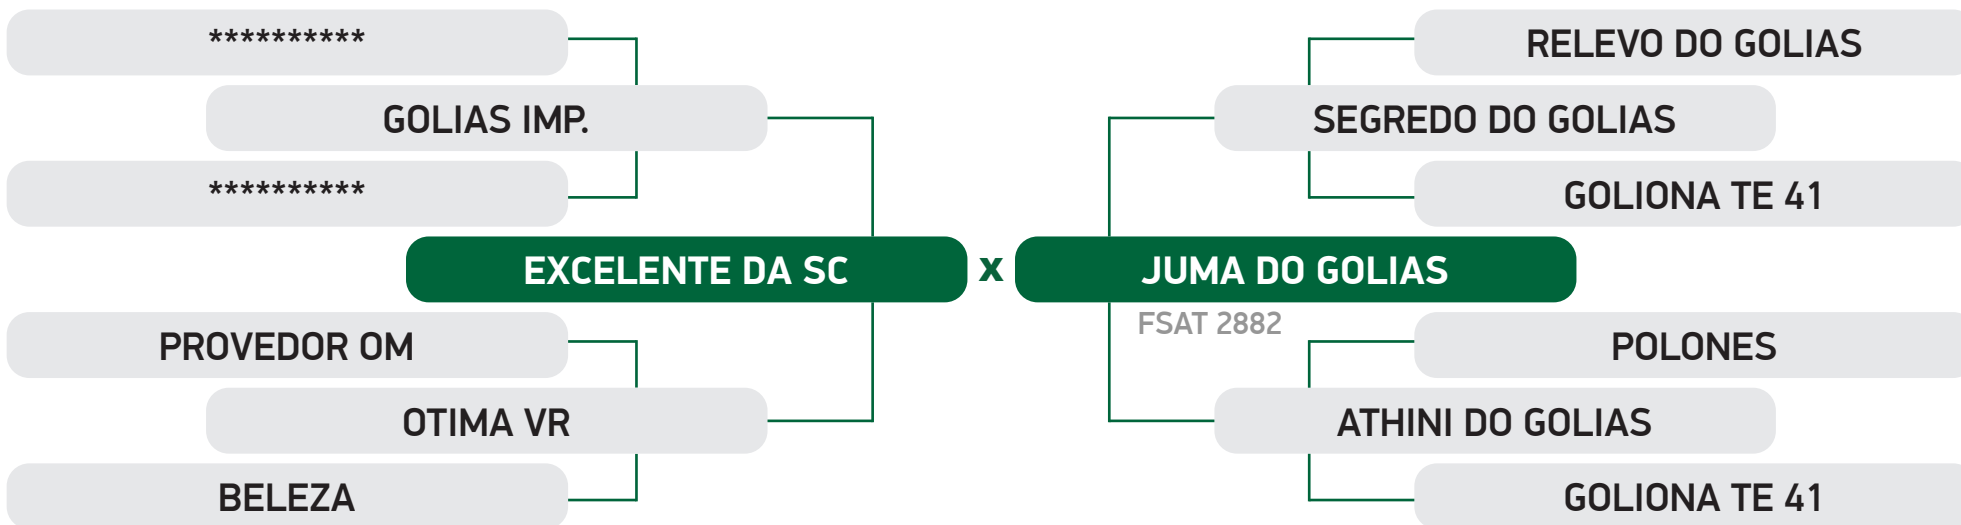 **********
RELEVO DO GOLIAS
GOLIAS IMP.
SEGREDO DO GOLIAS
**********
GOLIONA TE 41
EXCELENTE DA SC
x
JUMA DO GOLIAS
FSAT 2882
PROVEDOR OM
POLONES
OTIMA VR
ATHINI DO GOLIAS
BELEZA
GOLIONA TE 41